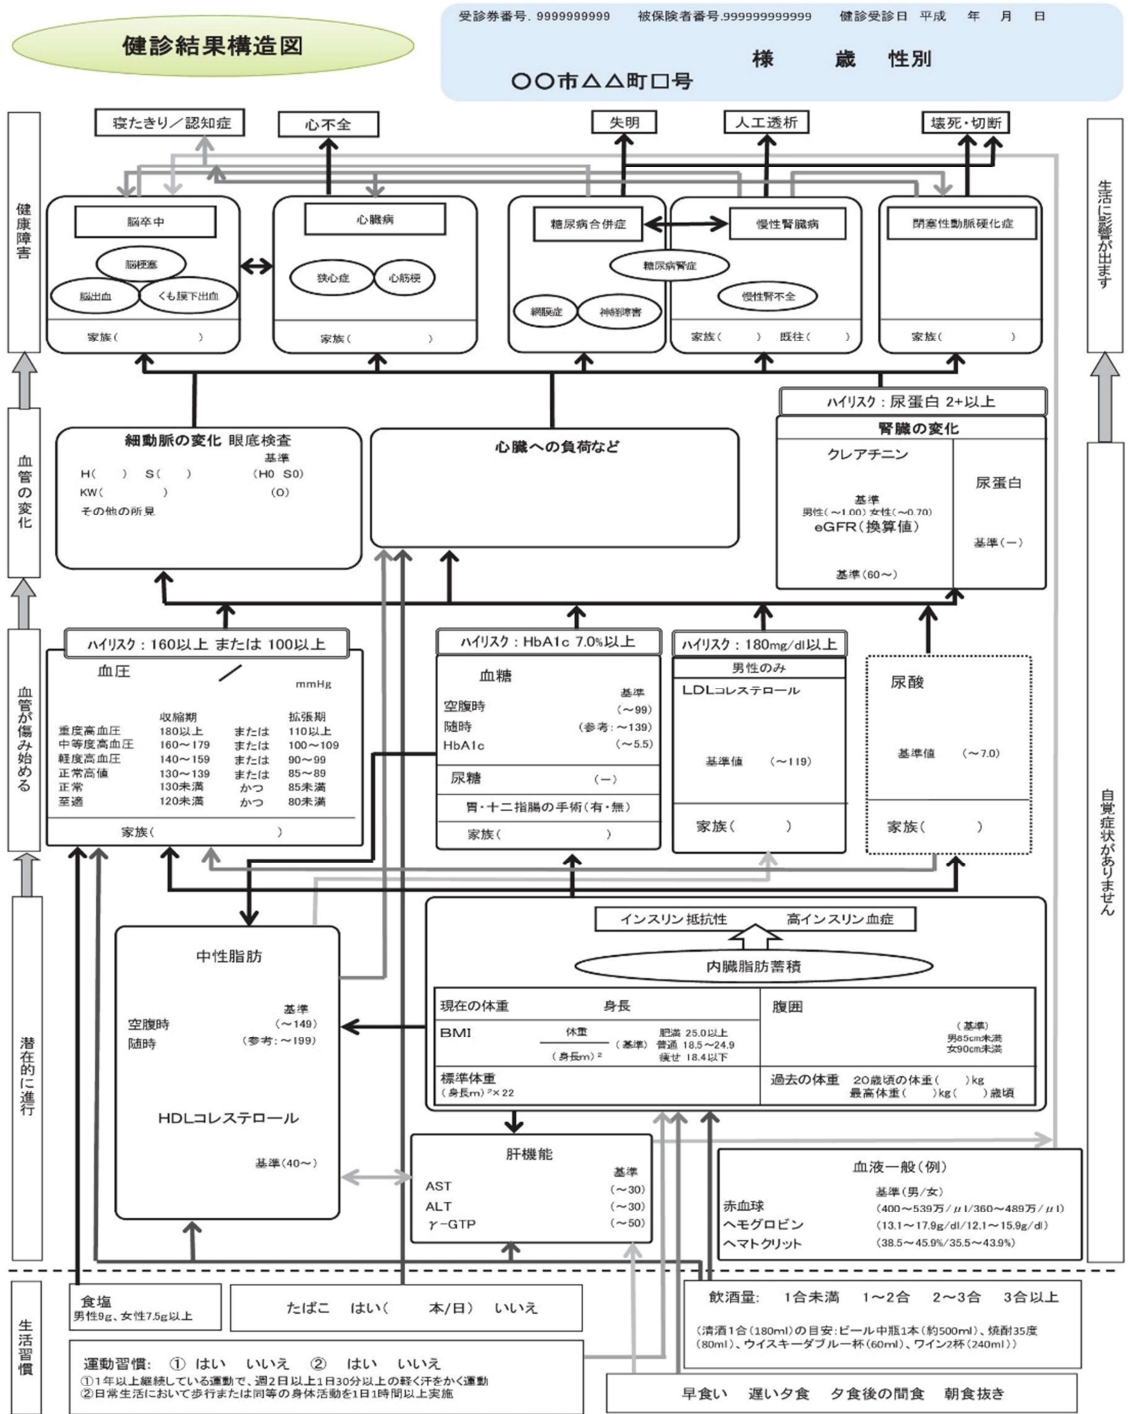 健診結果構造図
受診券番号. 9999999999　被保険者番号.999999999999　健診受診日 平成　年　月　日
様　歳　性別
〇〇市△△町□号
寝たきり／認知症
心不全
失明
人工透析
壊死・切断
健康障害
生活に影響が出ます
脳卒中
脳梗塞
脳出血
くも膜下出血
家族(　)
心臓病
狭心症
心筋梗
家族(　)
糖尿病合併症
糖尿病腎症
網膜症
神経障害
慢性腎臓病
慢性腎不全
家族(　)　既往(　)
閉塞性動脈硬化症
家族(　)
血管の変化
細動脈の変化 眼底検査
基準
H(　)　S(　)　(H0 S0)
KW(　)　(0)
その他の所見
心臓への負荷など
ハイリスク：尿蛋白 2+以上
腎臓の変化
クレアチニン
基準
男性(～1.00) 女性(～0.70)
eGFR(換算値)
基準(60～)
尿蛋白
基準(－)
血管が傷み始める
自覚症状がありません
ハイリスク：160以上 または 100以上
血圧　／
mmHg
収縮期　拡張期
重度高血圧　180以上　または　110以上
中等度高血圧　160～179　または　100～109
軽度高血圧　140～159　または　90～99
正常高値　130～139　または　85～89
正常　130未満　かつ　85未満
至適　120未満　かつ　80未満
家族(　)
ハイリスク：HbA1c 7.0%以上
血糖
基準
空腹時　(～99)
随時　(参考:～139)
HbA1c　(～5.5)
尿糖　(－)
胃・十二指腸の手術(有・無)
家族(　)
ハイリスク：180mg/dl以上
男性のみ
LDLコレステロール
基準値　(～119)
家族(　)
尿酸
基準値　(～7.0)
家族(　)
潜在的に進行
中性脂肪
基準
空腹時　(～149)
随時　(参考:～199)
HDLコレステロール
基準(40～)
インスリン抵抗性　高インスリン血症
内臓脂肪蓄積
現在の体重　身長
BMI　体重
(身長m)²
(基準)
肥満 25.0以上
普通 18.5～24.9
痩せ 18.4以下
標準体重
(身長m)²×22
腹囲
(基準)
男85cm未満
女90cm未満
過去の体重　20歳頃の体重(　)kg
最高体重(　)kg(　)歳頃
肝機能
基準
AST　(～30)
ALT　(～30)
γ-GTP　(～50)
血液一般(例)
基準(男/女)
赤血球　(400～539万/μl/360～489万/μl)
ヘモグロビン　(13.1～17.9g/dl/12.1～15.9g/dl)
ヘマトクリット　(38.5～45.9%/35.5～43.9%)
生活習慣
食塩
男性9g、女性7.5g以上
たばこ　はい(　本/日)　いいえ
飲酒量:　1合未満　1～2合　2～3合　3合以上
(清酒1合(180ml)の目安:ビール中瓶1本(約500ml)、焼酎35度
(80ml)、ウイスキーダブル一杯(60ml)、ワイン2杯(240ml))
運動習慣:　①　はい　いいえ　②　はい　いいえ
①1年以上継続している運動で、週2日以上1日30分以上の軽く汗をかく運動
②日常生活において歩行または同等の身体活動を1日1時間以上実施
早食い　遅い夕食　夕食後の間食　朝食抜き